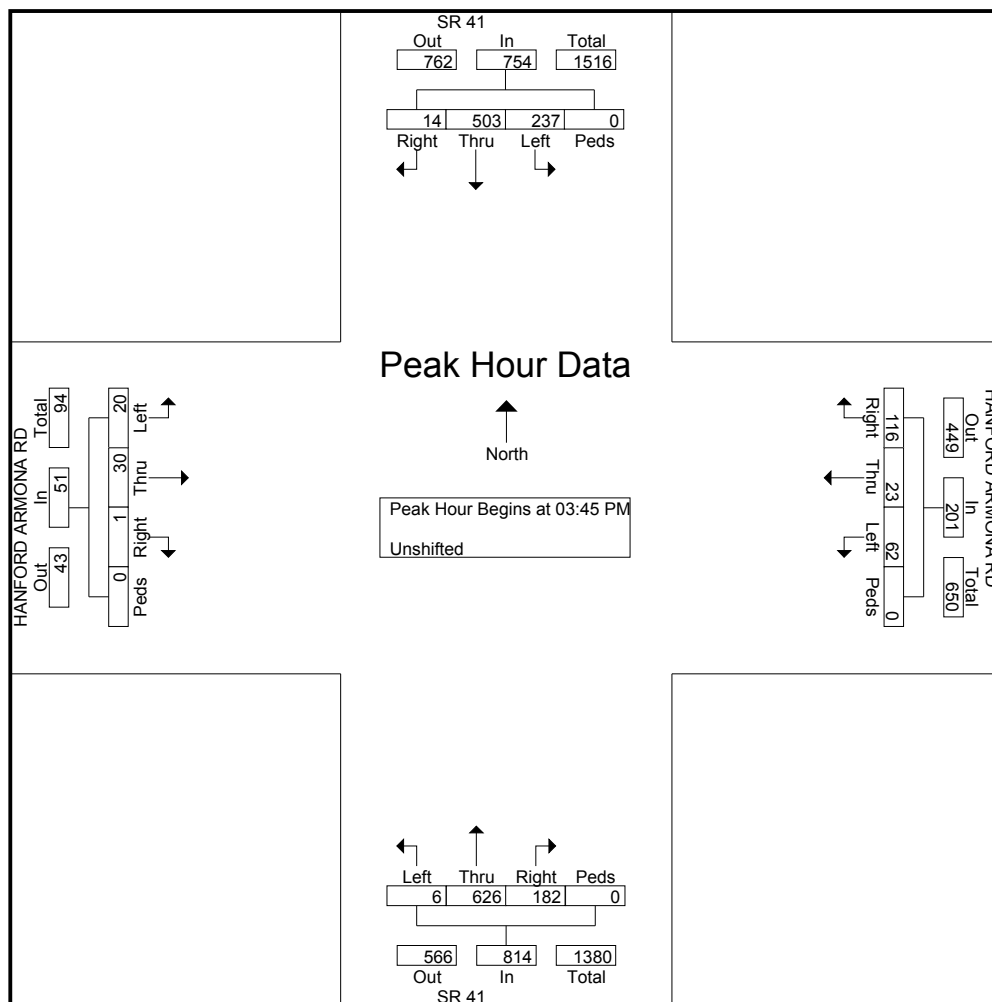 SR 41
Out In Total
762 754 1516
14 503 237 0
Right Thru Left Peds
Peak Hour Data
North
Peak Hour Begins at 03:45 PM
Unshifted
HANFORD ARMONA RD
Out In Total
43 51 94
0 1 30 20
Peds Right Thru Left
HANFORD ARMONA RD
Out In Total
449 201 650
116 23 62 0
Right Thru Left Peds
Left Thru Right Peds
6 626 182 0
566 814 1380
Out In Total
SR 41